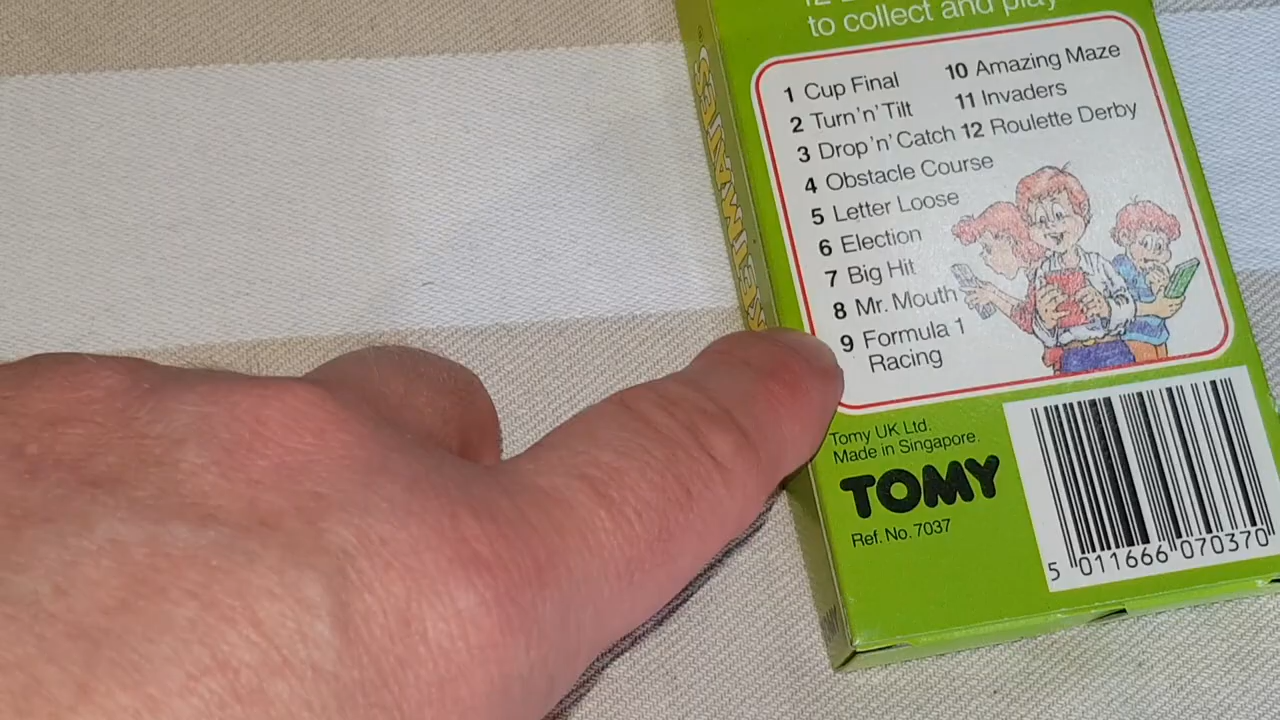 to collect and play
1 Cup Final
2 Turn'n'Tilt
3 Drop'n'Catch
4 Obstacle Course
5 Letter Loose
6 Election
7 Big Hit
8 Mr. Mouth
9 Formula 1
Racing
10 Amazing Maze
11 Invaders
12 Roulette Derby
Tomy UK Ltd.
Made in Singapore.
TOMY
Ref. No. 7037
5 011666 070370